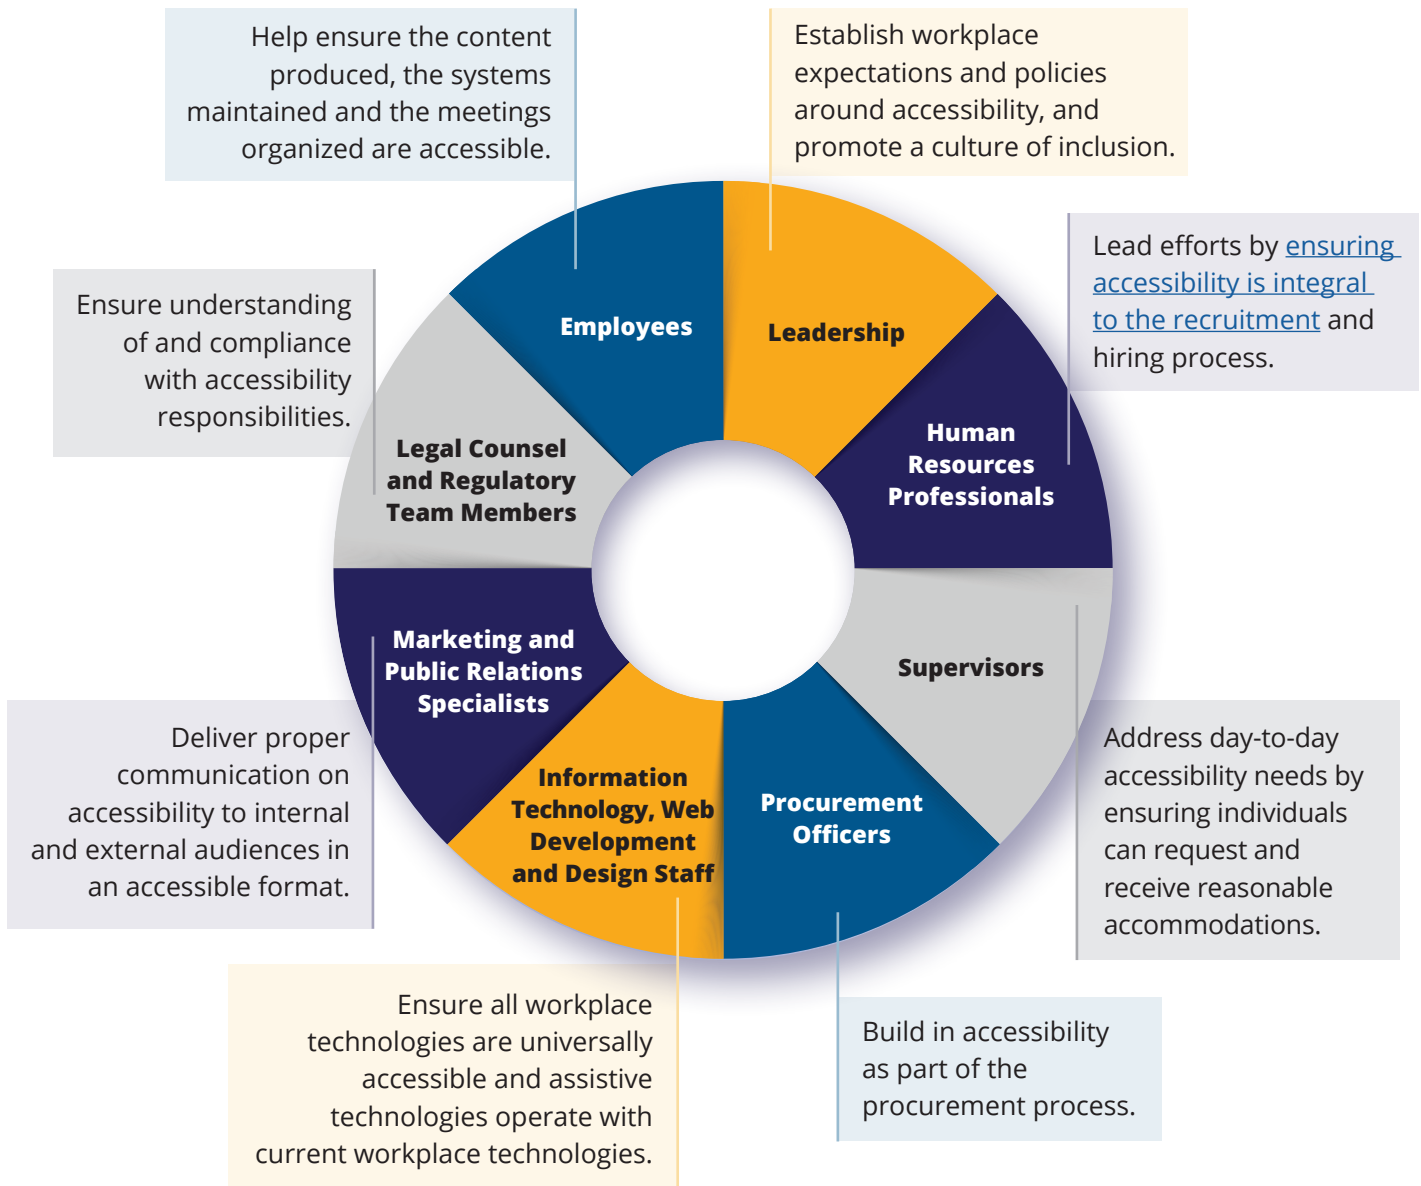 Help ensure the content
produced, the systems
maintained and the meetings
organized are accessible.
Establish workplace
expectations and policies
around accessibility, and
promote a culture of inclusion.
Lead efforts by ensuring
accessibility is integral
to the recruitment and
hiring process.
Ensure understanding
of and compliance
with accessibility
responsibilities.
Employees
Leadership
Human
Resources
Professionals
Legal Counsel
and Regulatory
Team Members
Marketing and
Public Relations
Specialists
Supervisors
Information
Technology, Web
Development
and Design Staff
Procurement
Officers
Deliver proper
communication on
accessibility to internal
and external audiences in
an accessible format.
Address day-to-day
accessibility needs by
ensuring individuals
can request and
receive reasonable
accommodations.
Ensure all workplace
technologies are universally
accessible and assistive
technologies operate with
current workplace technologies.
Build in accessibility
as part of the
procurement process.